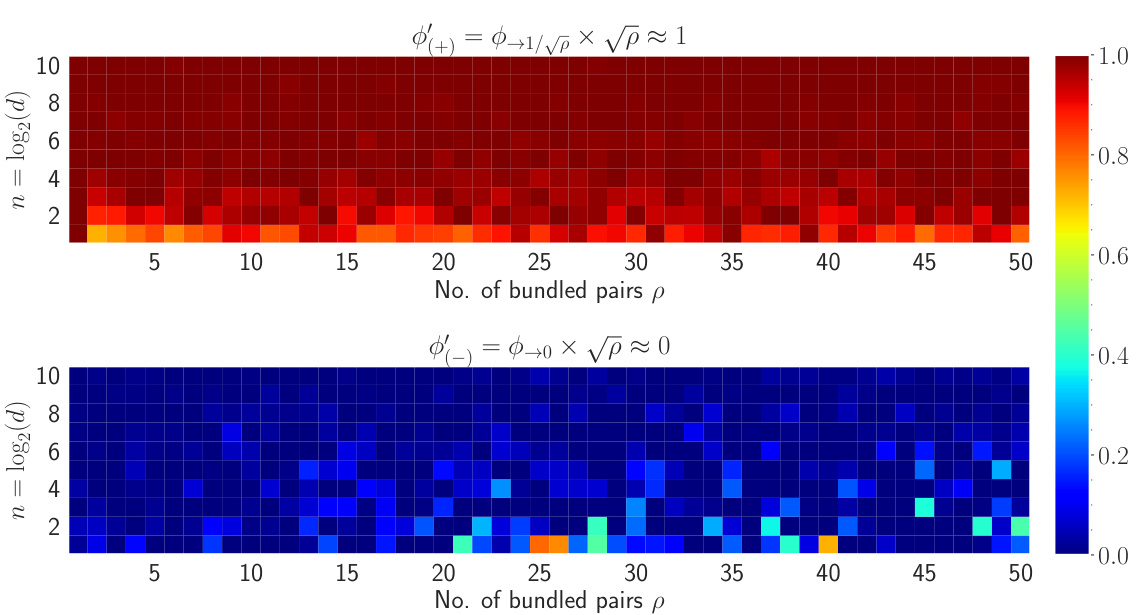 ϕ′₍₊₎ = ϕ→1/√ρ × √ρ ≈ 1
n = log₂(d)
10
8
6
4
2
5 10 15 20 25 30 35 40 45 50
No. of bundled pairs ρ
1.0
0.8
0.6
0.4
0.2
0.0
ϕ′₍₋₎ = ϕ→0 × √ρ ≈ 0
n = log₂(d)
10
8
6
4
2
5 10 15 20 25 30 35 40 45 50
No. of bundled pairs ρ